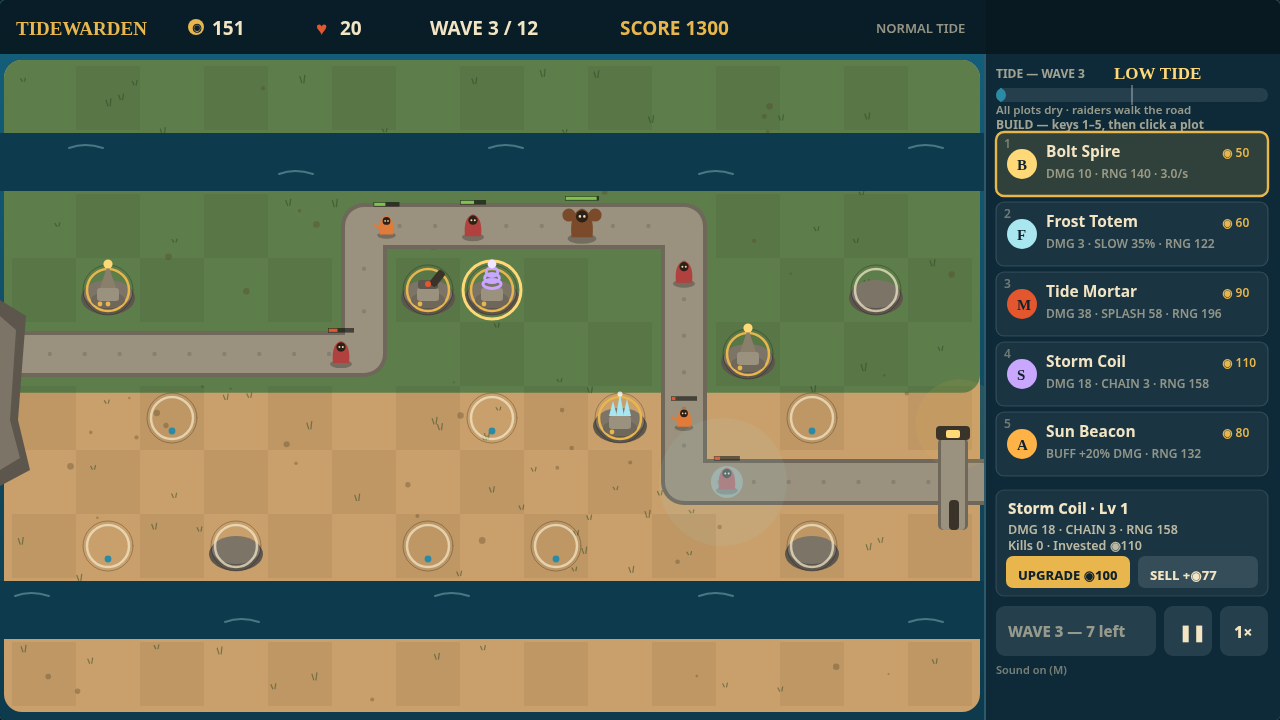 TIDEWARDEN
◉ 151
♥ 20
WAVE 3 / 12
SCORE 1300
NORMAL TIDE
TIDE — WAVE 3
LOW TIDE
All plots dry · raiders walk the road
BUILD — keys 1–5, then click a plot
1
B
Bolt Spire
◉ 50
DMG 10 · RNG 140 · 3.0/s
2
F
Frost Totem
◉ 60
DMG 3 · SLOW 35% · RNG 122
3
M
Tide Mortar
◉ 90
DMG 38 · SPLASH 58 · RNG 196
4
S
Storm Coil
◉ 110
DMG 18 · CHAIN 3 · RNG 158
5
A
Sun Beacon
◉ 80
BUFF +20% DMG · RNG 132
Storm Coil · Lv 1
DMG 18 · CHAIN 3 · RNG 158
Kills 0 · Invested ◉110
UPGRADE ◉100
SELL +◉77
WAVE 3 — 7 left
❚❚
1×
Sound on (M)